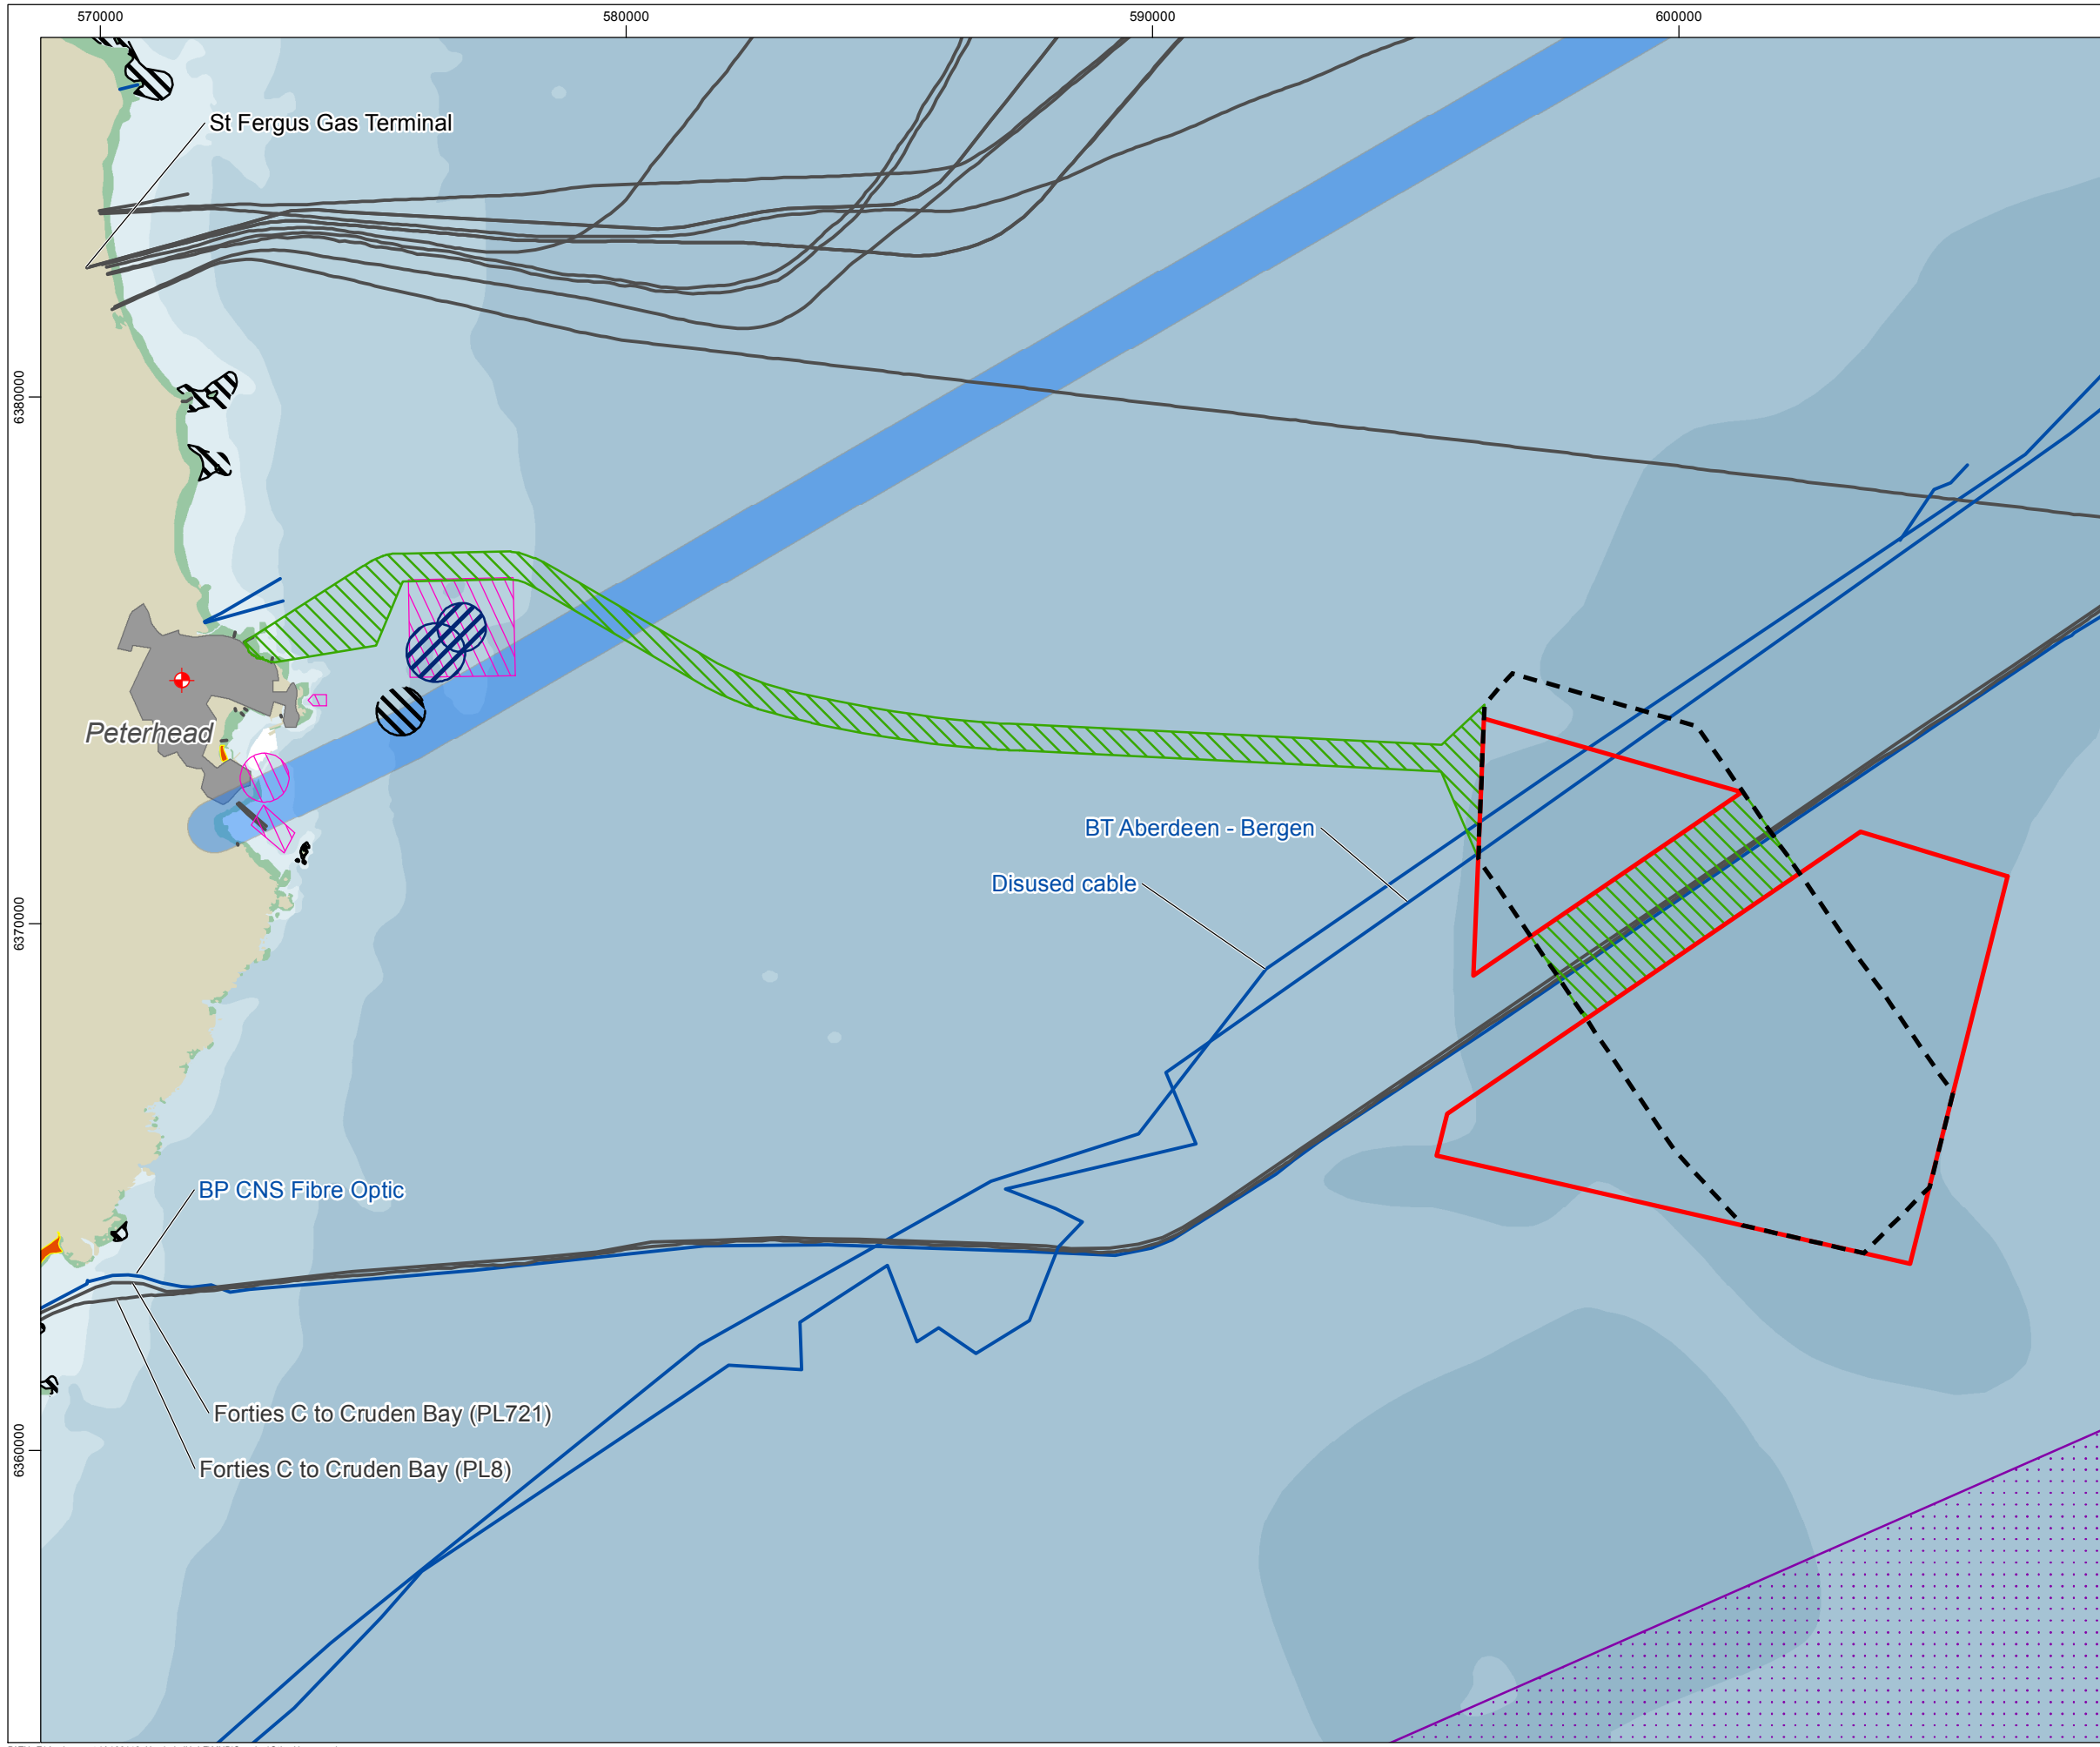 570000
580000
590000
600000
St Fergus Gas Terminal
6380000
Peterhead
BT Aberdeen - Bergen
Disused cable
6370000
BP CNS Fibre Optic
Forties C to Cruden Bay (PL721)
Forties C to Cruden Bay (PL8)
6360000